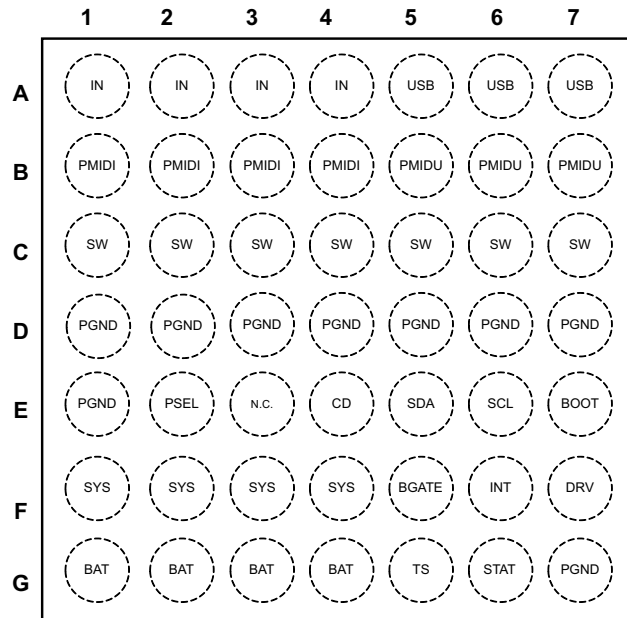 1 2 3 4 5 6 7
A IN IN IN IN USB USB USB
B PMIDI PMIDI PMIDI PMIDI PMIDU PMIDU PMIDU
C SW SW SW SW SW SW SW
D PGND PGND PGND PGND PGND PGND PGND
E PGND PSEL N.C. CD SDA SCL BOOT
F SYS SYS SYS SYS BGATE INT DRV
G BAT BAT BAT BAT TS STAT PGND